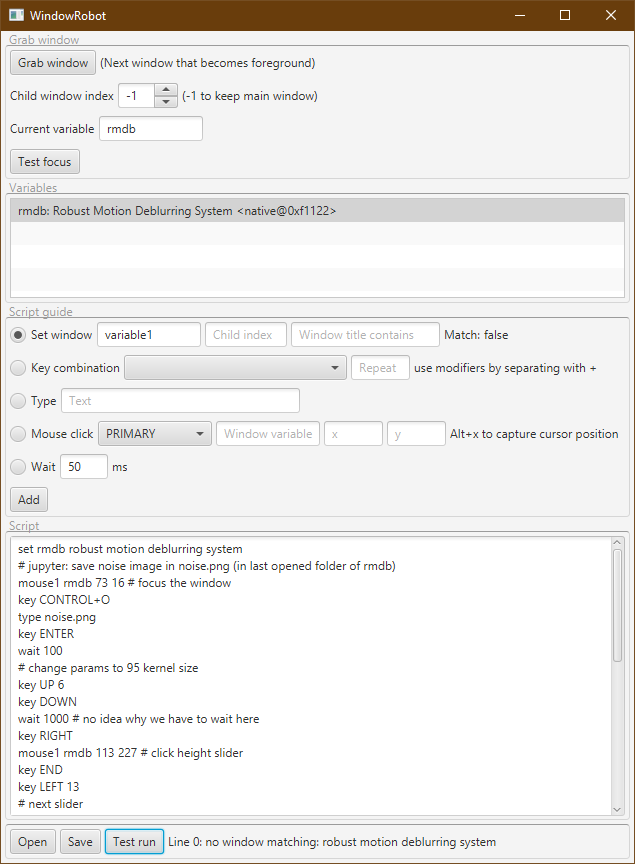 WindowRobot
Grab window
Grab window (Next window that becomes foreground)
Child window index -1 (-1 to keep main window)
Current variable rmdb
Test focus
Variables
rmdb: Robust Motion Deblurring System <native@0xf1122>
Script guide
Set window variable1 Child index Window title contains Match: false
Key combination Repeat use modifiers by separating with +
Type Text
Mouse click PRIMARY Window variable x y Alt+x to capture cursor position
Wait 50 ms
Add
Script
set rmdb robust motion deblurring system
# jupyter: save noise image in noise.png (in last opened folder of rmdb)
mouse1 rmdb 73 16 # focus the window
key CONTROL+O
type noise.png
key ENTER
wait 100
# change params to 95 kernel size
key UP 6
key DOWN
wait 1000 # no idea why we have to wait here
key RIGHT
mouse1 rmdb 113 227 # click height slider
key END
key LEFT 13
# next slider
Open Save Test run Line 0: no window matching: robust motion deblurring system